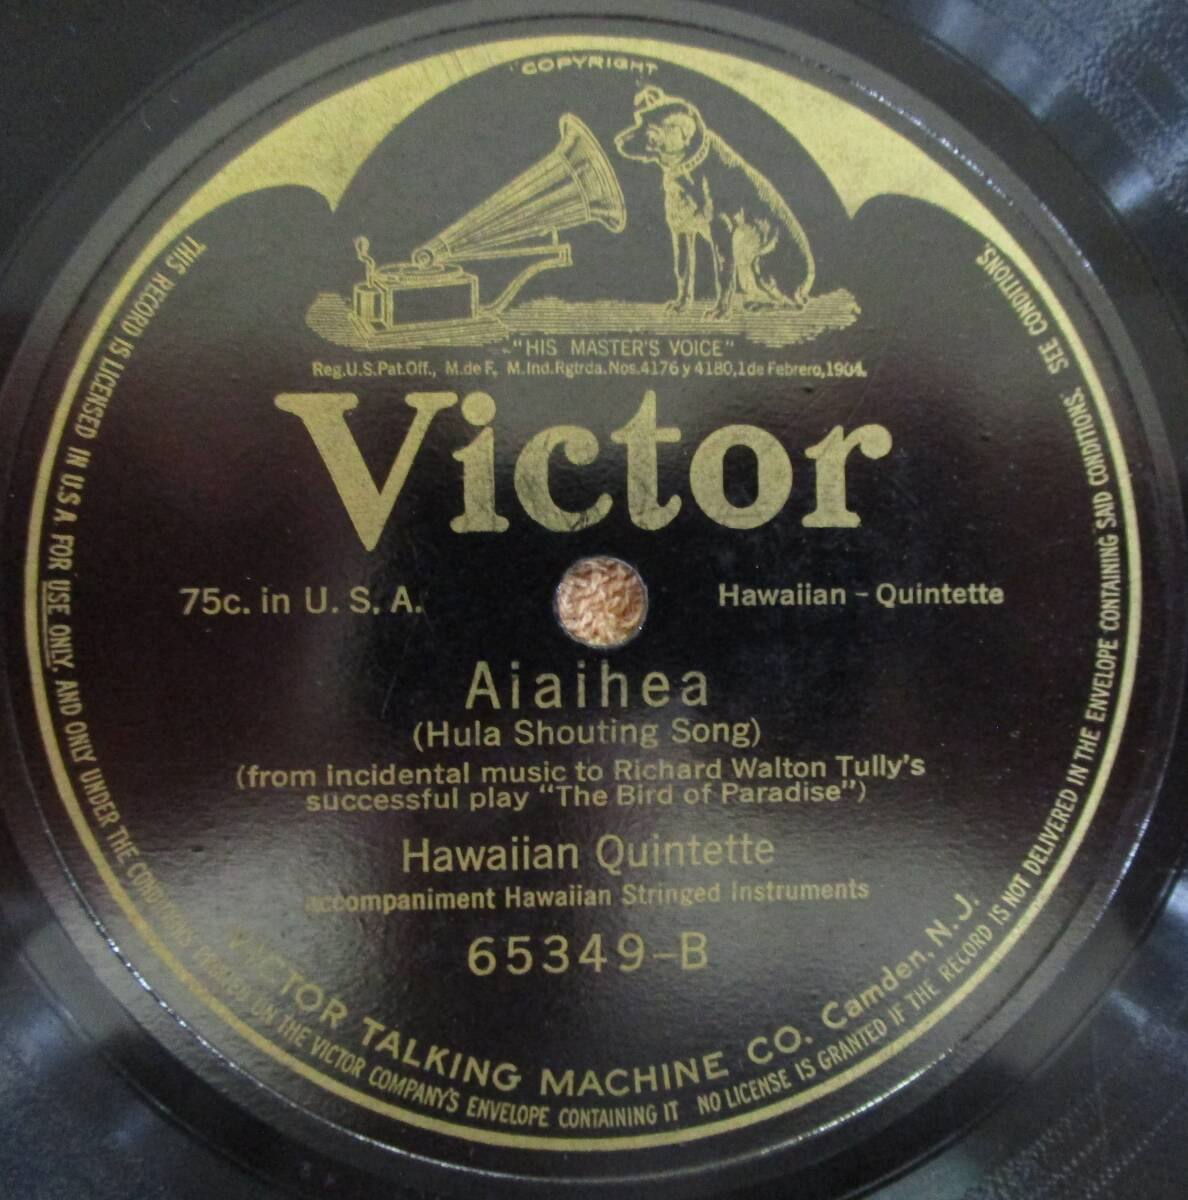 COPYRIGHT
"HIS MASTER'S VOICE"
Reg.U.S.Pat.Off., M.de F, M.Ind.Rgtrda.Nos.4176 y 4180,1 de Febrero,1904.
Victor
75c. in U. S. A.
Hawaiian - Quintette
Aiaihea
(Hula Shouting Song)
(from incidental music to Richard Walton Tully's
successful play "The Bird of Paradise")
Hawaiian Quintette
accompaniment Hawaiian Stringed Instruments
65349-B
VICTOR TALKING MACHINE CO. Camden, N.J.
THIS RECORD IS LICENSED IN U.S.A. FOR USE ONLY, AND ONLY UNDER THE CONDITIONS PRINTED ON THE VICTOR COMPANY'S ENVELOPE CONTAINING IT NO LICENSE IS GRANTED IF THE RECORD IS NOT DELIVERED IN THE ENVELOPE CONTAINING SAID CONDITIONS. SEE CONDITIONS.